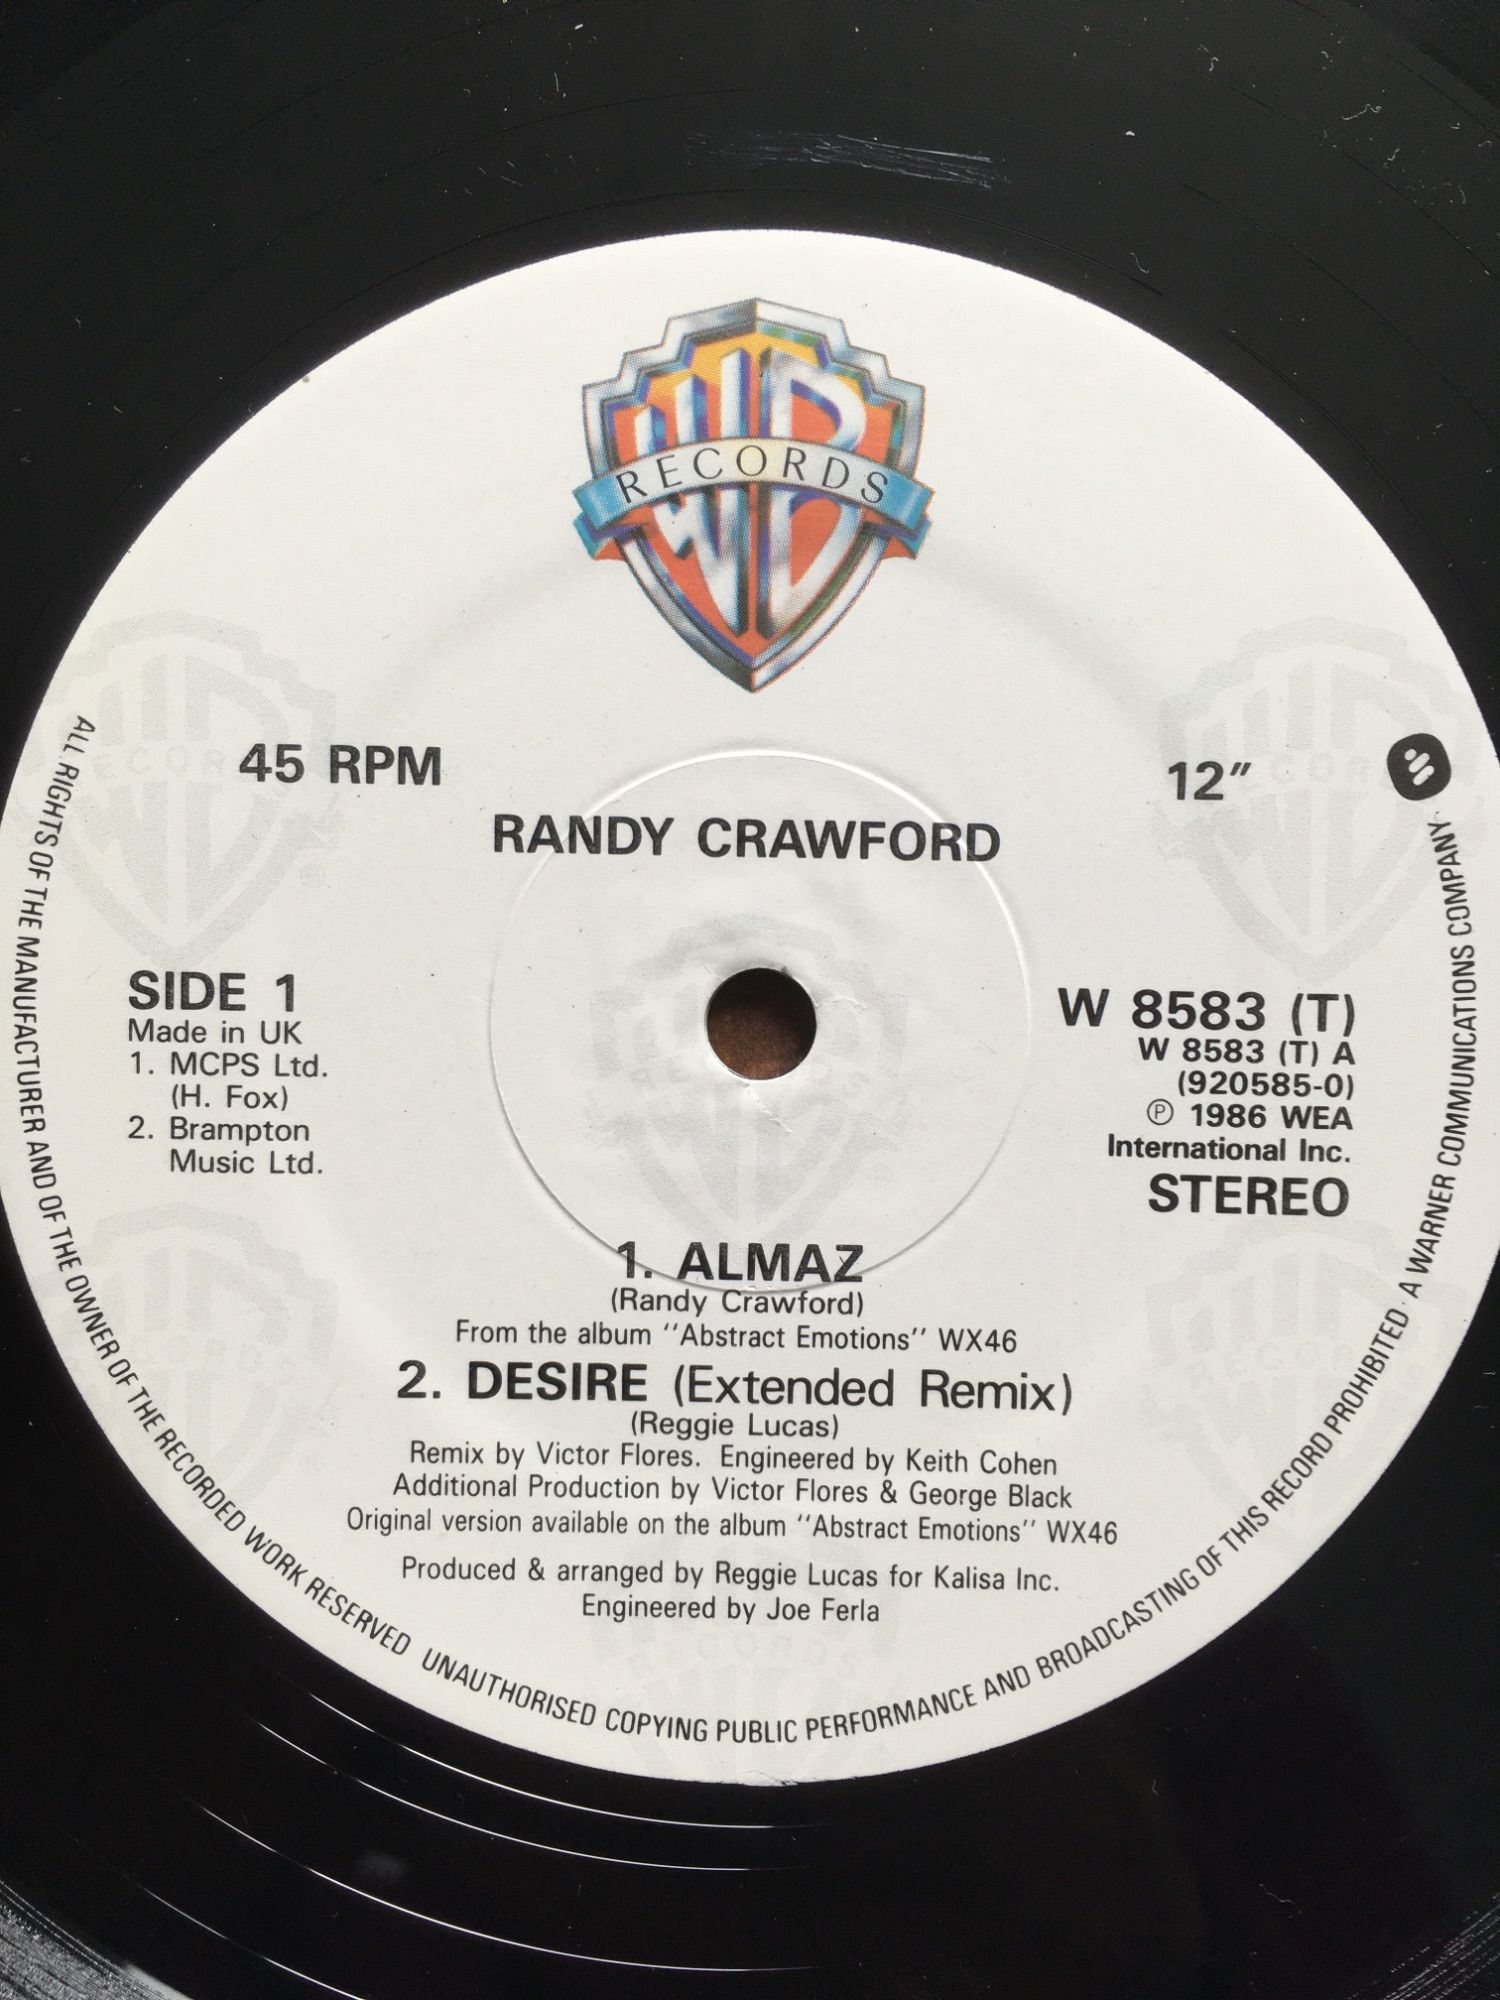 WB
RECORDS
45 RPM
12"
RANDY CRAWFORD
SIDE 1
Made in UK
1. MCPS Ltd.
(H. Fox)
2. Brampton
Music Ltd.
W 8583 (T)
W 8583 (T) A
(920585-0)
℗ 1986 WEA
International Inc.
STEREO
1. ALMAZ
(Randy Crawford)
From the album ''Abstract Emotions'' WX46
2. DESIRE (Extended Remix)
(Reggie Lucas)
Remix by Victor Flores. Engineered by Keith Cohen
Additional Production by Victor Flores & George Black
Original version available on the album ''Abstract Emotions'' WX46
Produced & arranged by Reggie Lucas for Kalisa Inc.
Engineered by Joe Ferla
ALL RIGHTS OF THE MANUFACTURER AND OF THE OWNER OF THE RECORDED WORK RESERVED UNAUTHORISED COPYING PUBLIC PERFORMANCE AND BROADCASTING OF THIS RECORD PROHIBITED · A WARNER COMMUNICATIONS COMPANY·